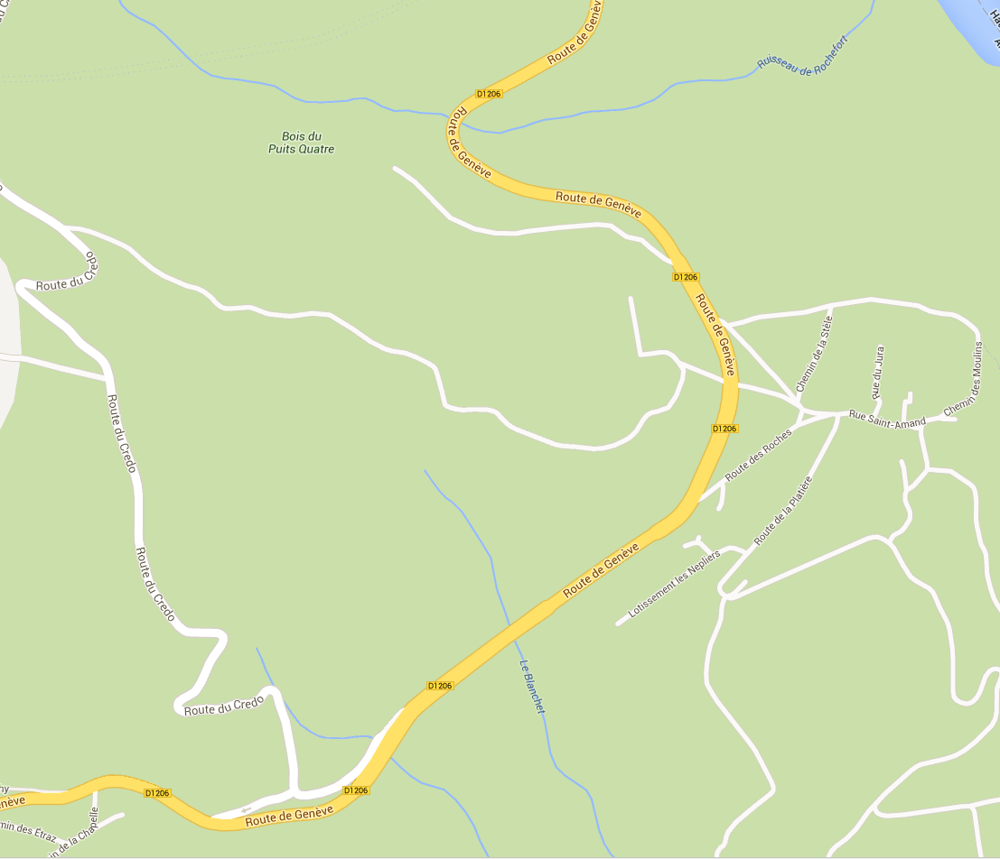 Route de Genève
Ruisseau de Rochefort
D1206
Route de Genève
Bois du
Puits Quatre
Route de Genève
Route du Credo
D1206
Route de Genève
Chemin de la Stèle
Rue du Jura
Chemin des Moulins
Rue Saint-Amand
Route du Credo
D1206
Route des Roches
Route de la Platière
Route du Credo
Route de Genève
Lotissement les Nepliers
D1206
Le Blanchet
Route du Credo
D1206
D1206
Route de Genève